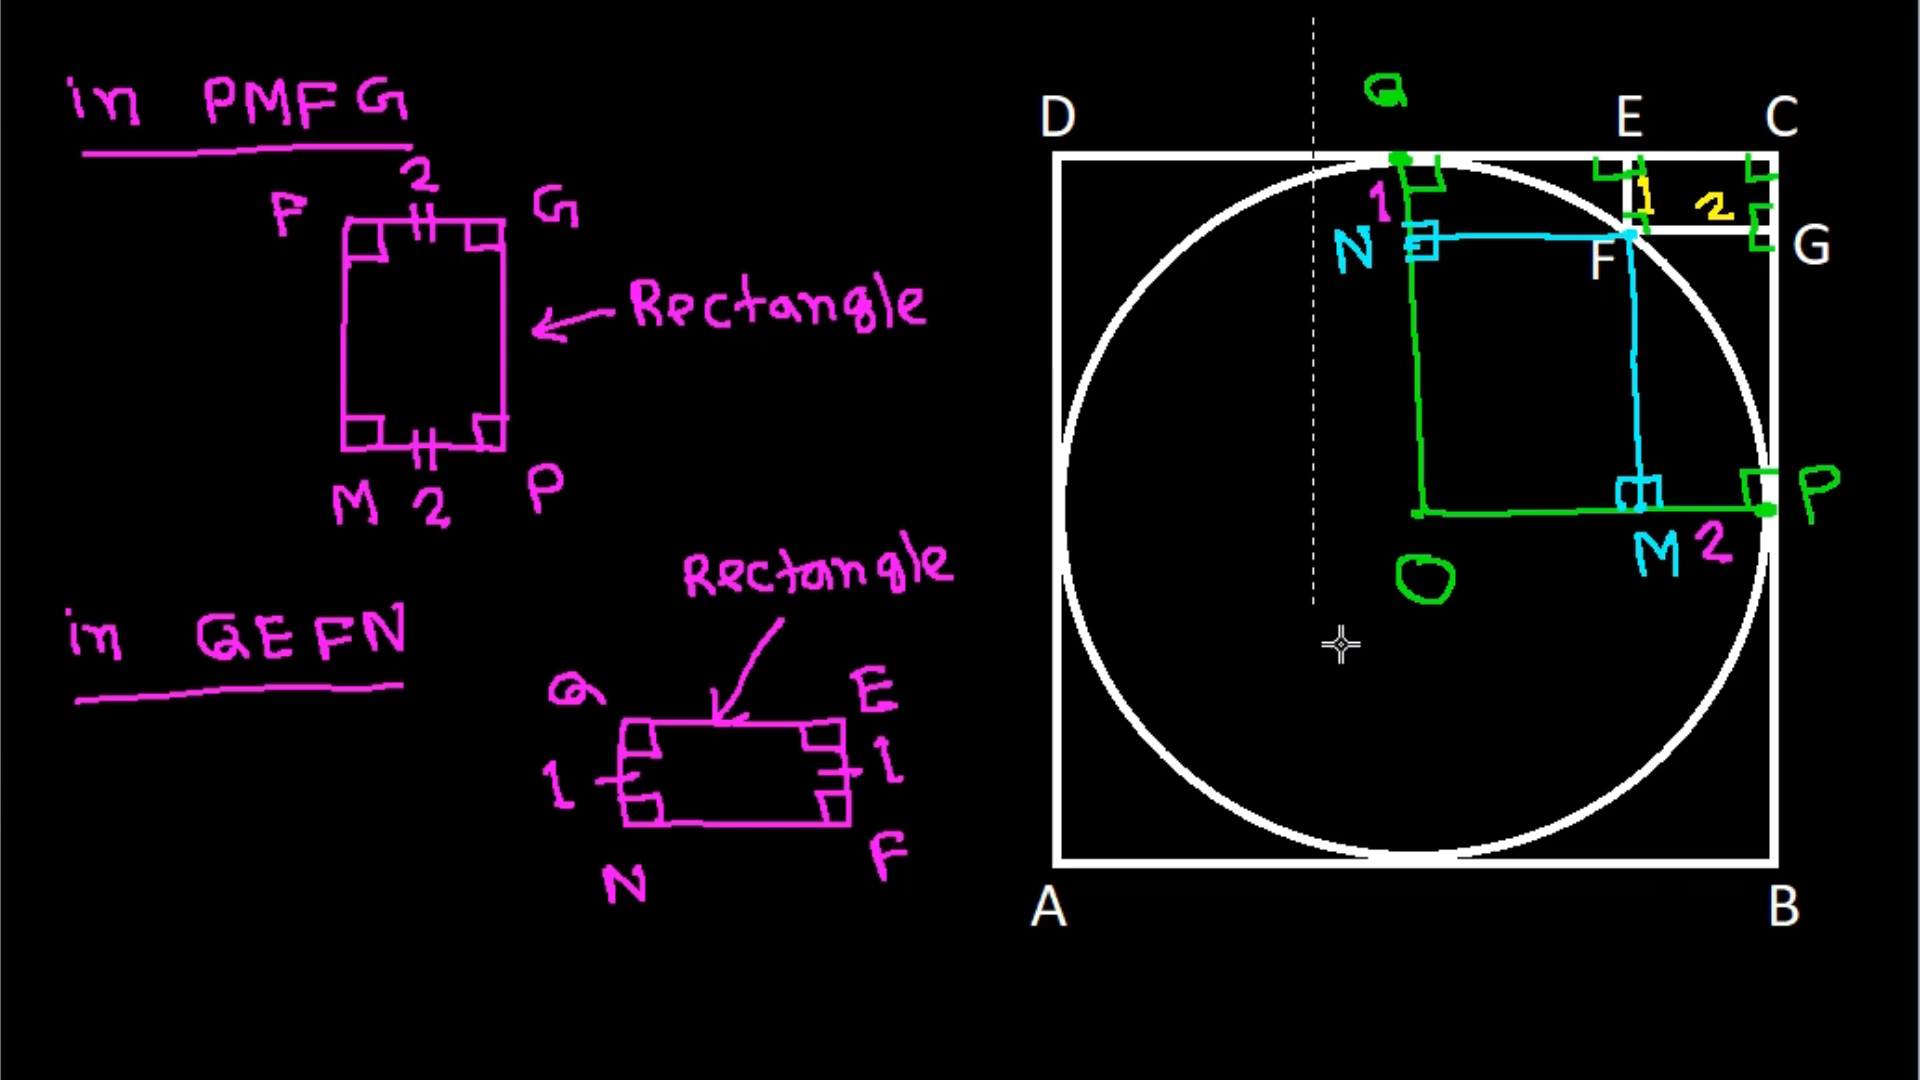 in PMFG
2
F G
Rectangle
M 2 P
Rectangle
in QEFN
Q E
1 1
N F
Q
D E C
1 1 2
N F G
P
M 2
O
A B